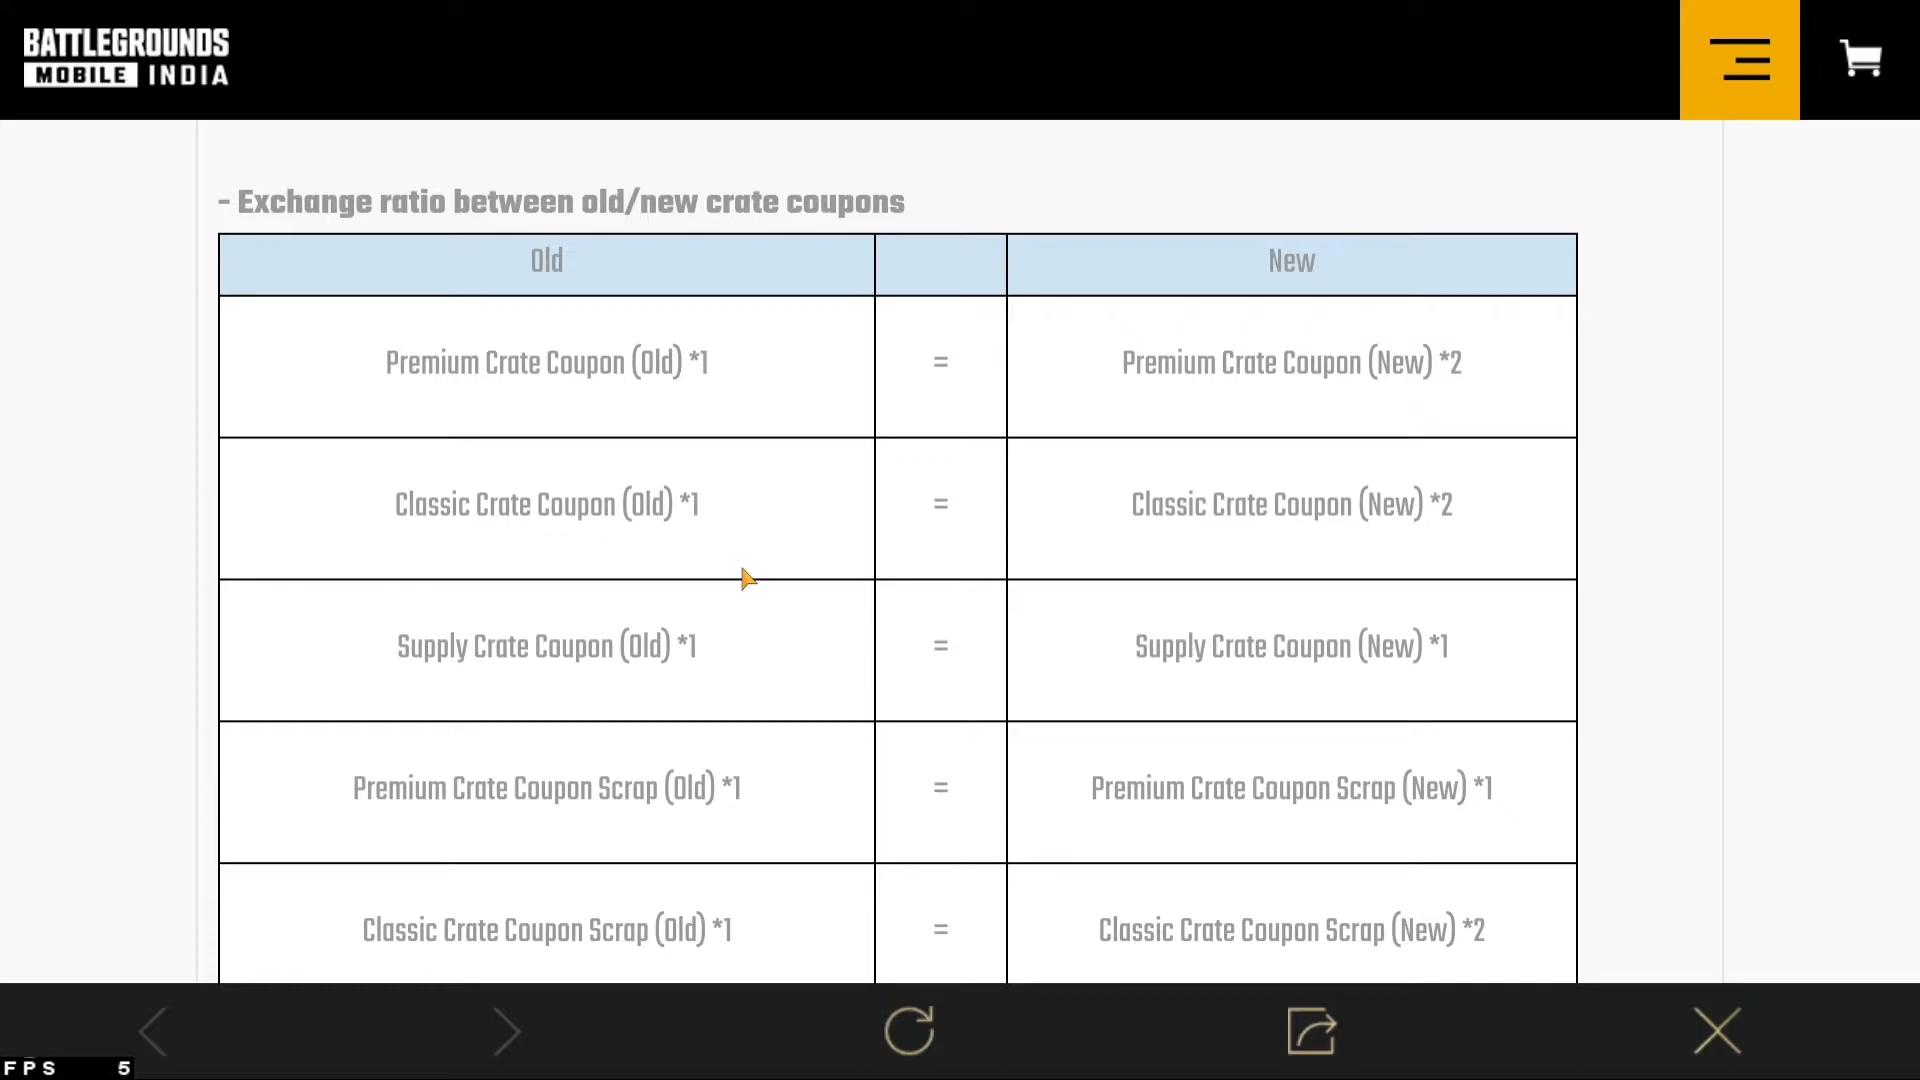 BATTLEGROUNDS
MOBILE INDIA
- Exchange ratio between old/new crate coupons
Old New
Premium Crate Coupon (Old) *1 = Premium Crate Coupon (New) *2
Classic Crate Coupon (Old) *1 = Classic Crate Coupon (New) *2
Supply Crate Coupon (Old) *1 = Supply Crate Coupon (New) *1
Premium Crate Coupon Scrap (Old) *1 = Premium Crate Coupon Scrap (New) *1
Classic Crate Coupon Scrap (Old) *1 = Classic Crate Coupon Scrap (New) *2
FPS 5